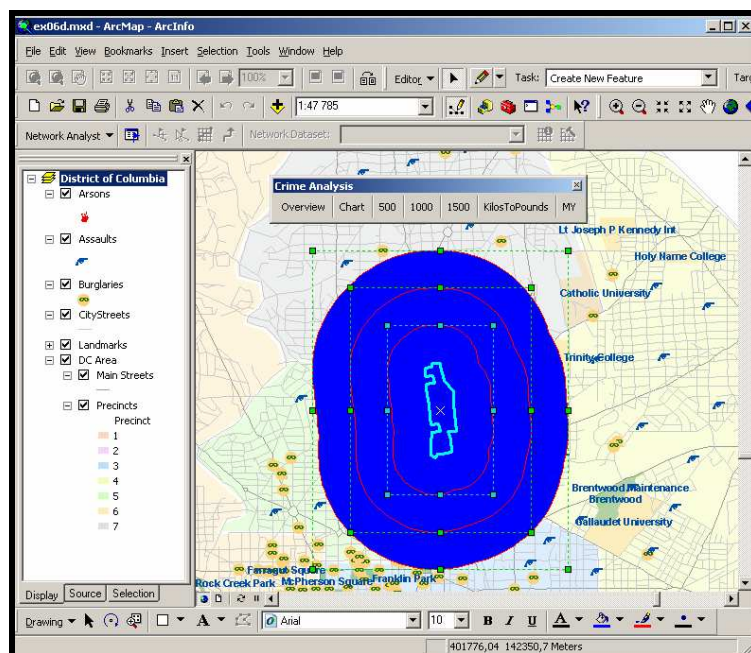 ex06d.mxd - ArcMap - ArcInfo
File Edit View Bookmarks Insert Selection Tools Window Help
100% Editor Task: Create New Feature Targ
1:47 785
Network Analyst Network Dataset:
District of Columbia
Arsons
Assaults
Burglaries
CityStreets
Landmarks
DC Area
Main Streets
Precincts
Precinct
1
2
3
4
5
6
7
Display Source Selection
Crime Analysis
Overview Chart 500 1000 1500 KilosToPounds MY
Lt Joseph P Kennedy Int
Holy Name College
Catholic University
Trinity College
Brentwood Maintenance
Brentwood
Gallaudet University
Farragut Square
Rock Creek Park McPherson Square Franklin Park
Drawing A Arial 10 B I U A
401776,04 142350,7 Meters